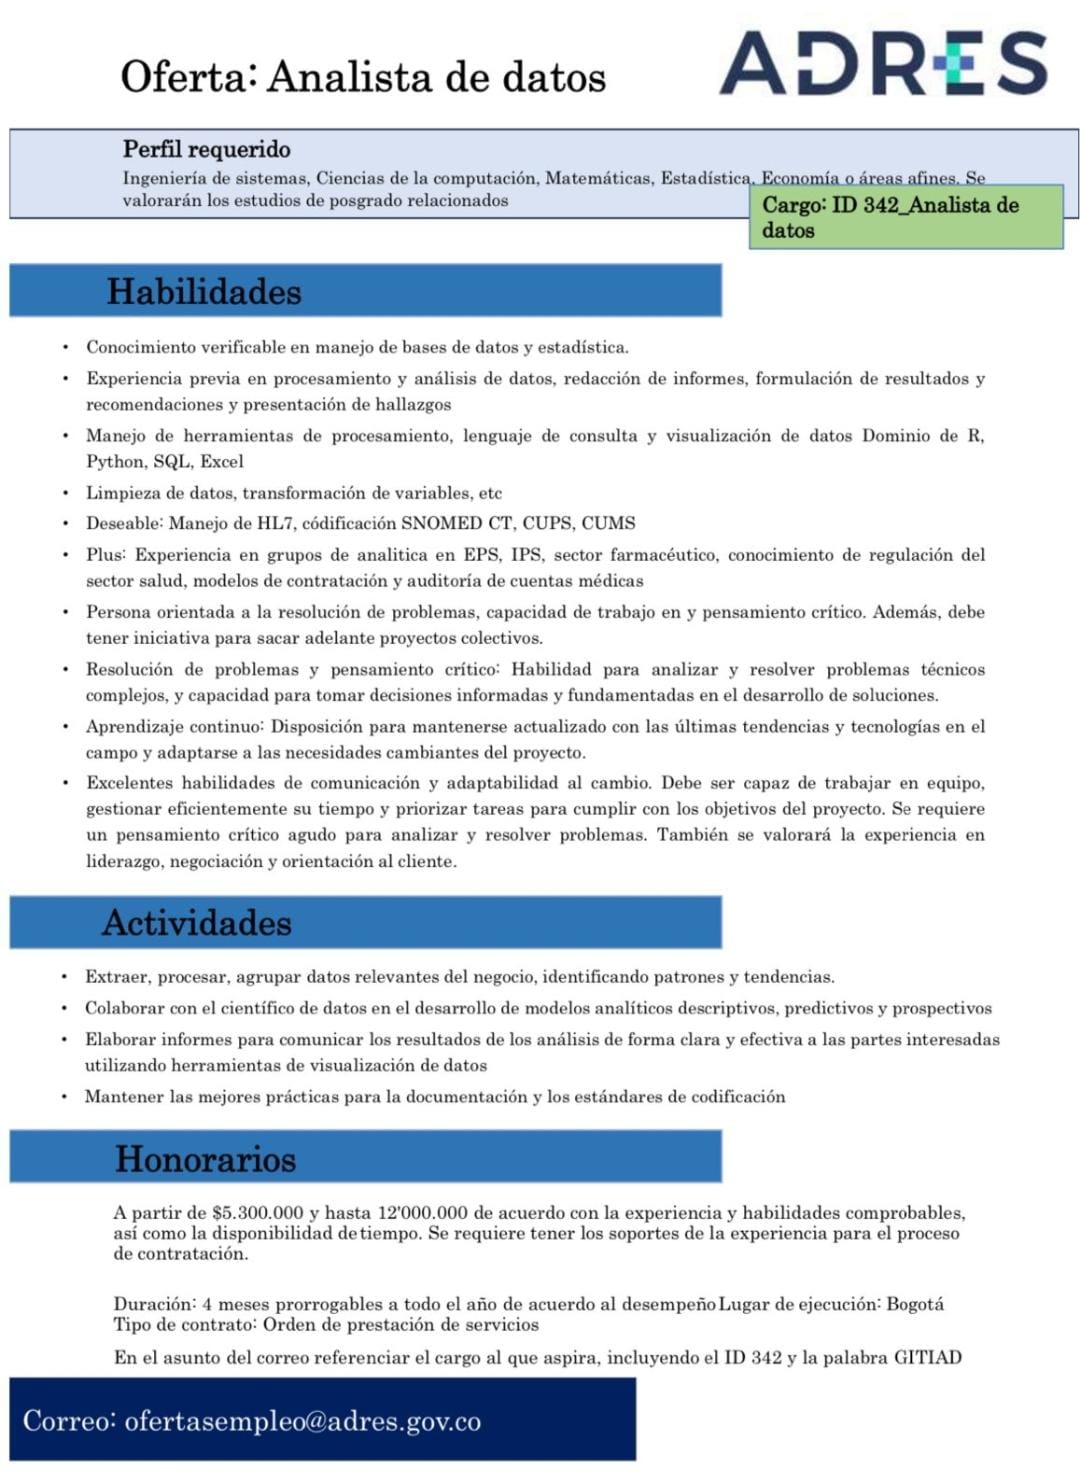 Oferta: Analista de datos
ADRES
Perfil requerido
Ingeniería de sistemas, Ciencias de la computación, Matemáticas, Estadística, Economía o áreas afines. Se
valorarán los estudios de posgrado relacionados
Cargo: ID 342_Analista de
datos
Habilidades
• Conocimiento verificable en manejo de bases de datos y estadística.
• Experiencia previa en procesamiento y análisis de datos, redacción de informes, formulación de resultados y
recomendaciones y presentación de hallazgos
• Manejo de herramientas de procesamiento, lenguaje de consulta y visualización de datos Dominio de R,
Python, SQL, Excel
• Limpieza de datos, transformación de variables, etc
• Deseable: Manejo de HL7, códificación SNOMED CT, CUPS, CUMS
• Plus: Experiencia en grupos de analitica en EPS, IPS, sector farmacéutico, conocimiento de regulación del
sector salud, modelos de contratación y auditoría de cuentas médicas
• Persona orientada a la resolución de problemas, capacidad de trabajo en y pensamiento crítico. Además, debe
tener iniciativa para sacar adelante proyectos colectivos.
• Resolución de problemas y pensamiento crítico: Habilidad para analizar y resolver problemas técnicos
complejos, y capacidad para tomar decisiones informadas y fundamentadas en el desarrollo de soluciones.
• Aprendizaje continuo: Disposición para mantenerse actualizado con las últimas tendencias y tecnologías en el
campo y adaptarse a las necesidades cambiantes del proyecto.
• Excelentes habilidades de comunicación y adaptabilidad al cambio. Debe ser capaz de trabajar en equipo,
gestionar eficientemente su tiempo y priorizar tareas para cumplir con los objetivos del proyecto. Se requiere
un pensamiento crítico agudo para analizar y resolver problemas. También se valorará la experiencia en
liderazgo, negociación y orientación al cliente.
Actividades
• Extraer, procesar, agrupar datos relevantes del negocio, identificando patrones y tendencias.
• Colaborar con el científico de datos en el desarrollo de modelos analíticos descriptivos, predictivos y prospectivos
• Elaborar informes para comunicar los resultados de los análisis de forma clara y efectiva a las partes interesadas
utilizando herramientas de visualización de datos
• Mantener las mejores prácticas para la documentación y los estándares de codificación
Honorarios
A partir de $5.300.000 y hasta 12'000.000 de acuerdo con la experiencia y habilidades comprobables,
así como la disponibilidad de tiempo. Se requiere tener los soportes de la experiencia para el proceso
de contratación.
Duración: 4 meses prorrogables a todo el año de acuerdo al desempeño Lugar de ejecución: Bogotá
Tipo de contrato: Orden de prestación de servicios
En el asunto del correo referenciar el cargo al que aspira, incluyendo el ID 342 y la palabra GITIAD
Correo: ofertasempleo@adres.gov.co